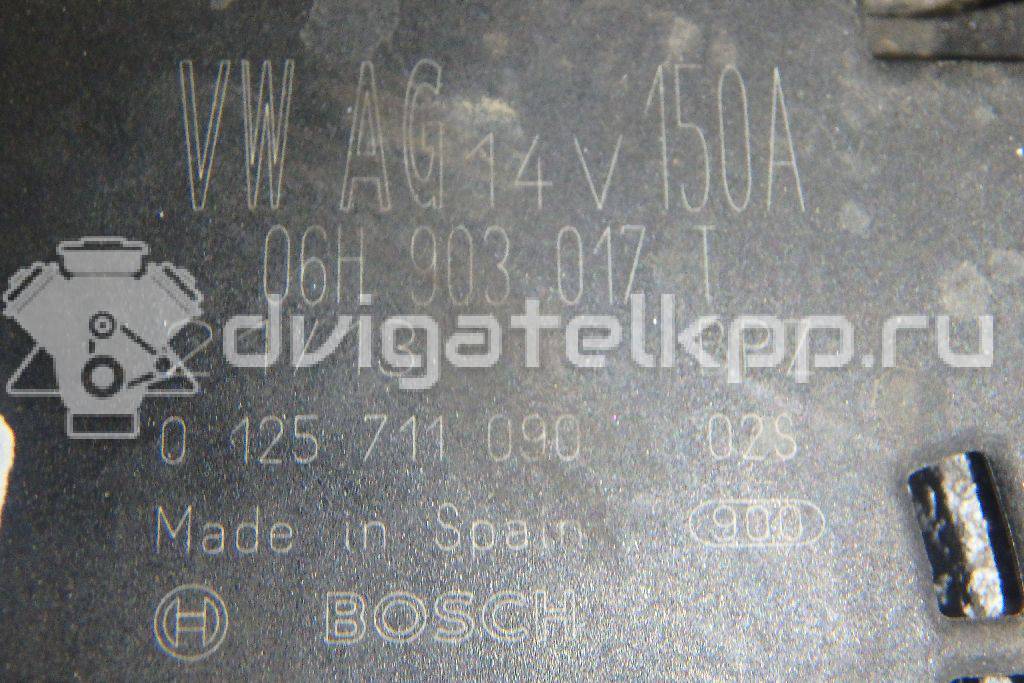 VW AG 14 V 150A
06H 903 017 T
dvigatelkpp.ru
0 125 711 090 02S
Made in Spain 900
BOSCH